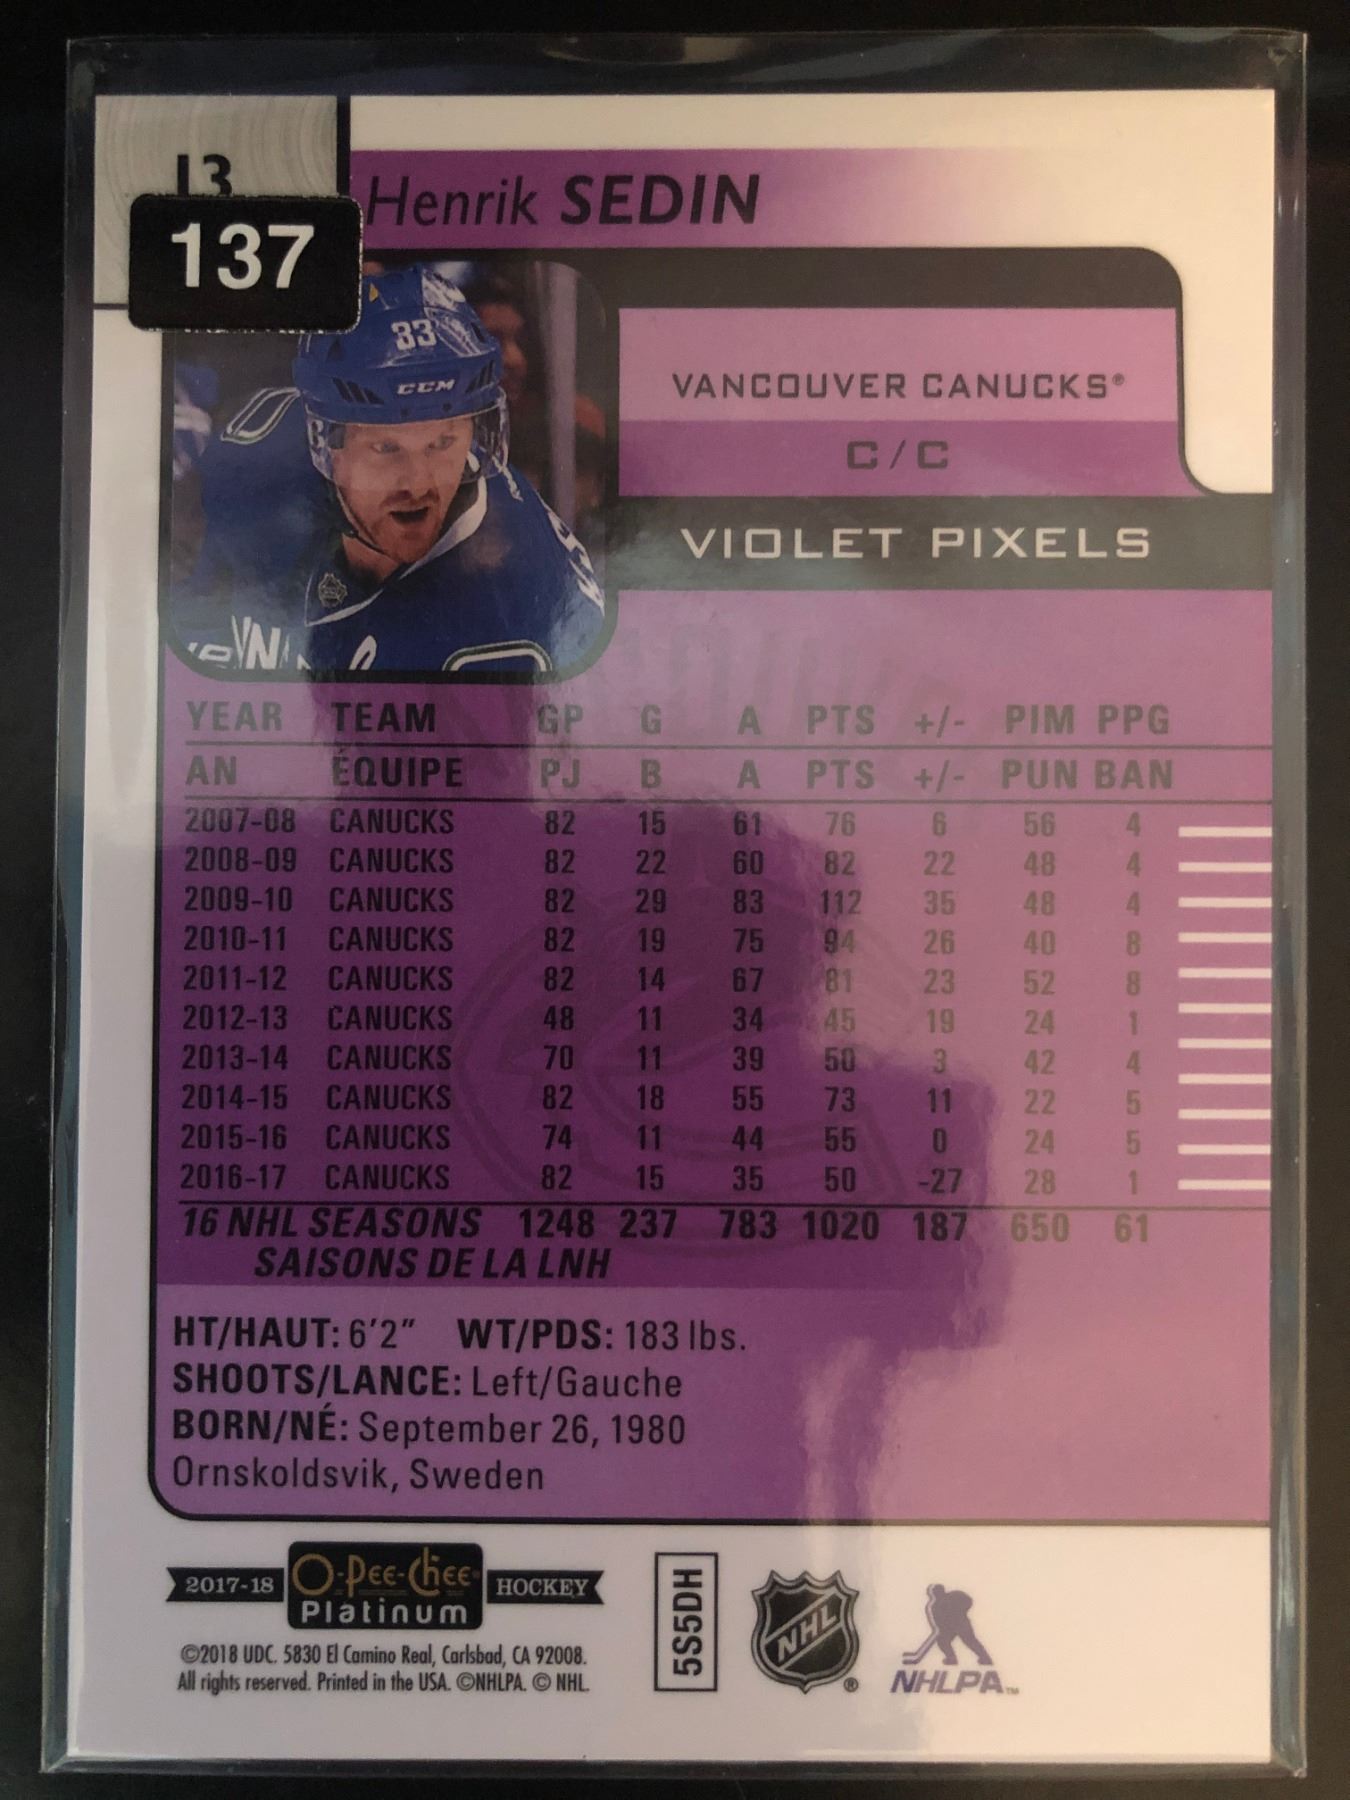 13
137
Henrik SEDIN
33
CCM
VANCOUVER CANUCKS®
C / C
VIOLET PIXELS
YEAR TEAM GP G A PTS +/- PIM PPG
AN ÉQUIPE PJ B A PTS +/- PUN BAN
2007-08 CANUCKS 82 15 61 76 6 56 4
2008-09 CANUCKS 82 22 60 82 22 48 4
2009-10 CANUCKS 82 29 83 112 35 48 4
2010-11 CANUCKS 82 19 75 94 26 40 8
2011-12 CANUCKS 82 14 67 81 23 52 8
2012-13 CANUCKS 48 11 34 45 19 24 1
2013-14 CANUCKS 70 11 39 50 3 42 4
2014-15 CANUCKS 82 18 55 73 11 22 5
2015-16 CANUCKS 74 11 44 55 0 24 5
2016-17 CANUCKS 82 15 35 50 -27 28 1
16 NHL SEASONS 1248 237 783 1020 187 650 61
SAISONS DE LA LNH
HT/HAUT: 6'2" WT/PDS: 183 lbs.
SHOOTS/LANCE: Left/Gauche
BORN/NÉ: September 26, 1980
Ornskoldsvik, Sweden
2017-18 O-Pee-Chee Platinum HOCKEY
©2018 UDC. 5830 El Camino Real, Carlsbad, CA 92008.
All rights reserved. Printed in the USA. ©NHLPA. © NHL.
5S5DH
NHL®
NHLPA™